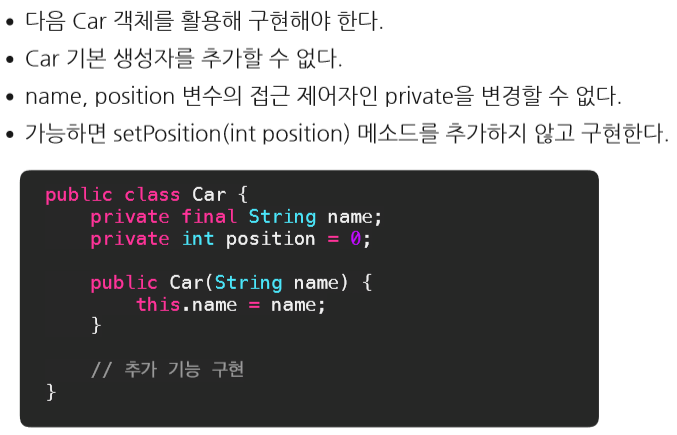 • 다음 Car 객체를 활용해 구현해야 한다.
• Car 기본 생성자를 추가할 수 없다.
• name, position 변수의 접근 제어자인 private을 변경할 수 없다.
• 가능하면 setPosition(int position) 메소드를 추가하지 않고 구현한다.
public class Car {
    private final String name;
    private int position = 0;

    public Car(String name) {
        this.name = name;
    }

    // 추가 기능 구현
}